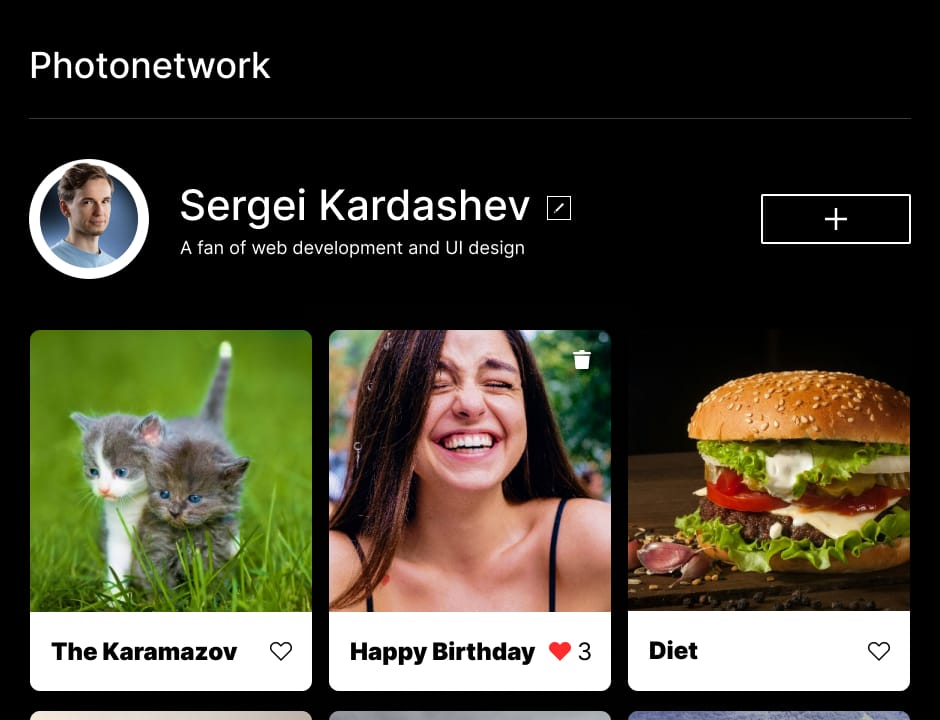 Photonetwork
Sergei Kardashev
A fan of web development and UI design
The Karamazov
Happy Birthday 3
Diet